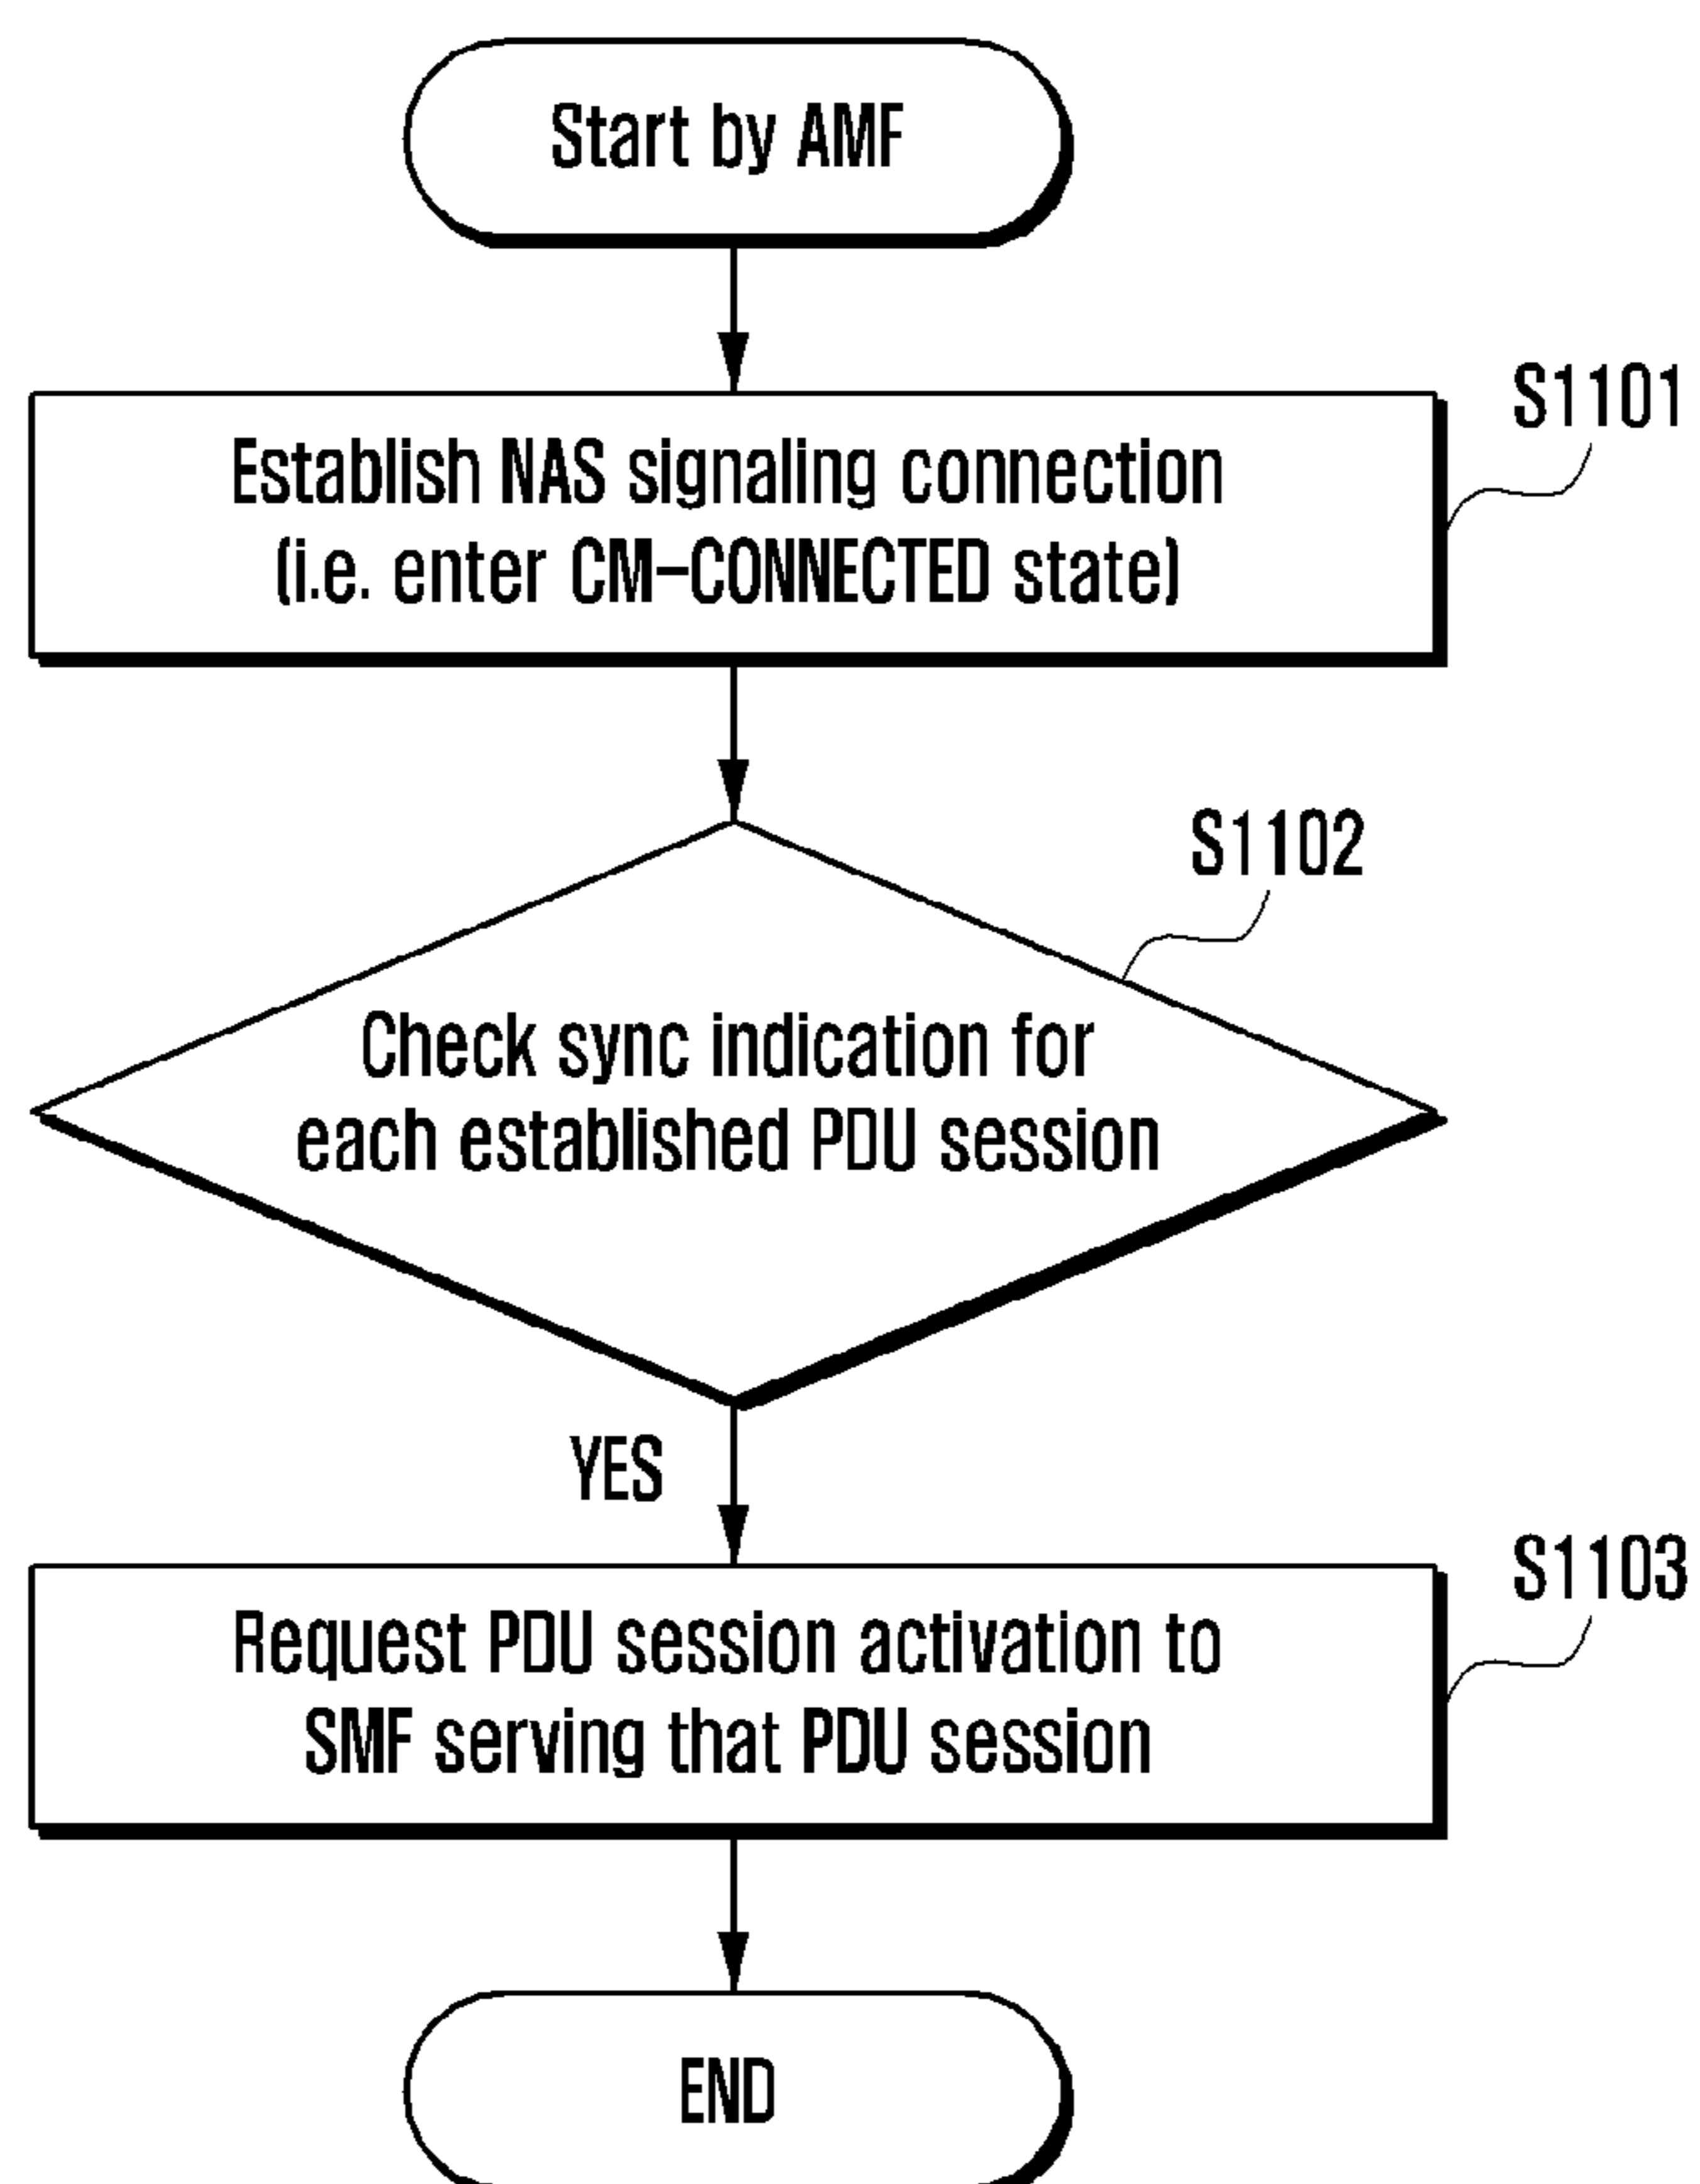 Start by AMF
S1101
Establish NAS signaling connection
(i.e. enter CM-CONNECTED state)
S1102
Check sync indication for
each established PDU session
YES
S1103
Request PDU session activation to
SMF serving that PDU session
END